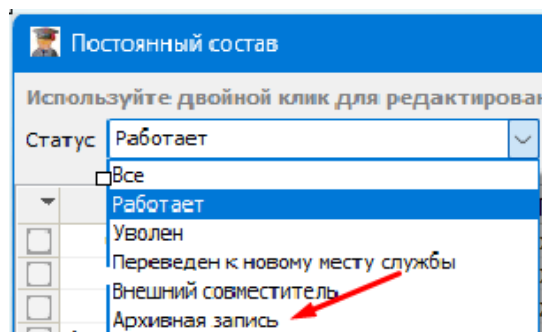 Постоянный состав
Используйте двойной клик для
Статус Работает
Все
Работает
Уволен
Переведен к новому месту службы
Внешний совместитель
Архивная запись